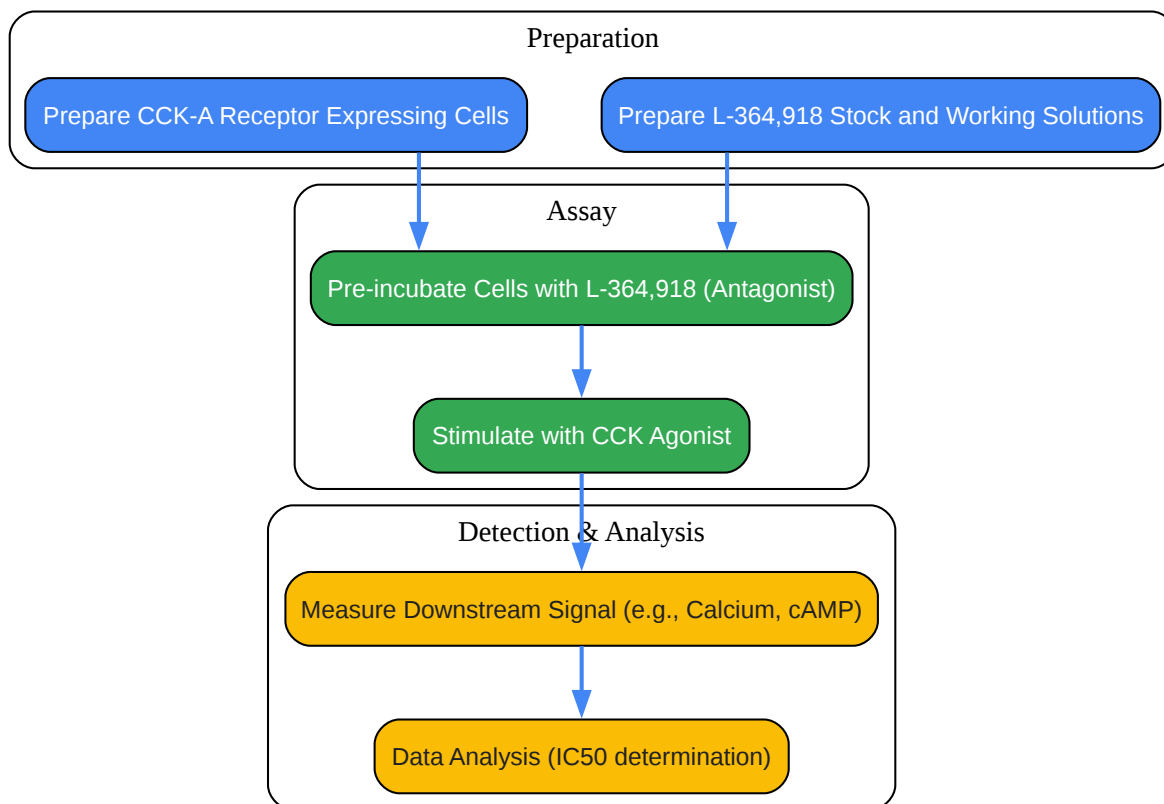 Preparation
Prepare CCK-A Receptor Expressing Cells
Prepare L-364,918 Stock and Working Solutions
Assay
Pre-incubate Cells with L-364,918 (Antagonist)
Stimulate with CCK Agonist
Detection & Analysis
Measure Downstream Signal (e.g., Calcium, cAMP)
Data Analysis (IC50 determination)